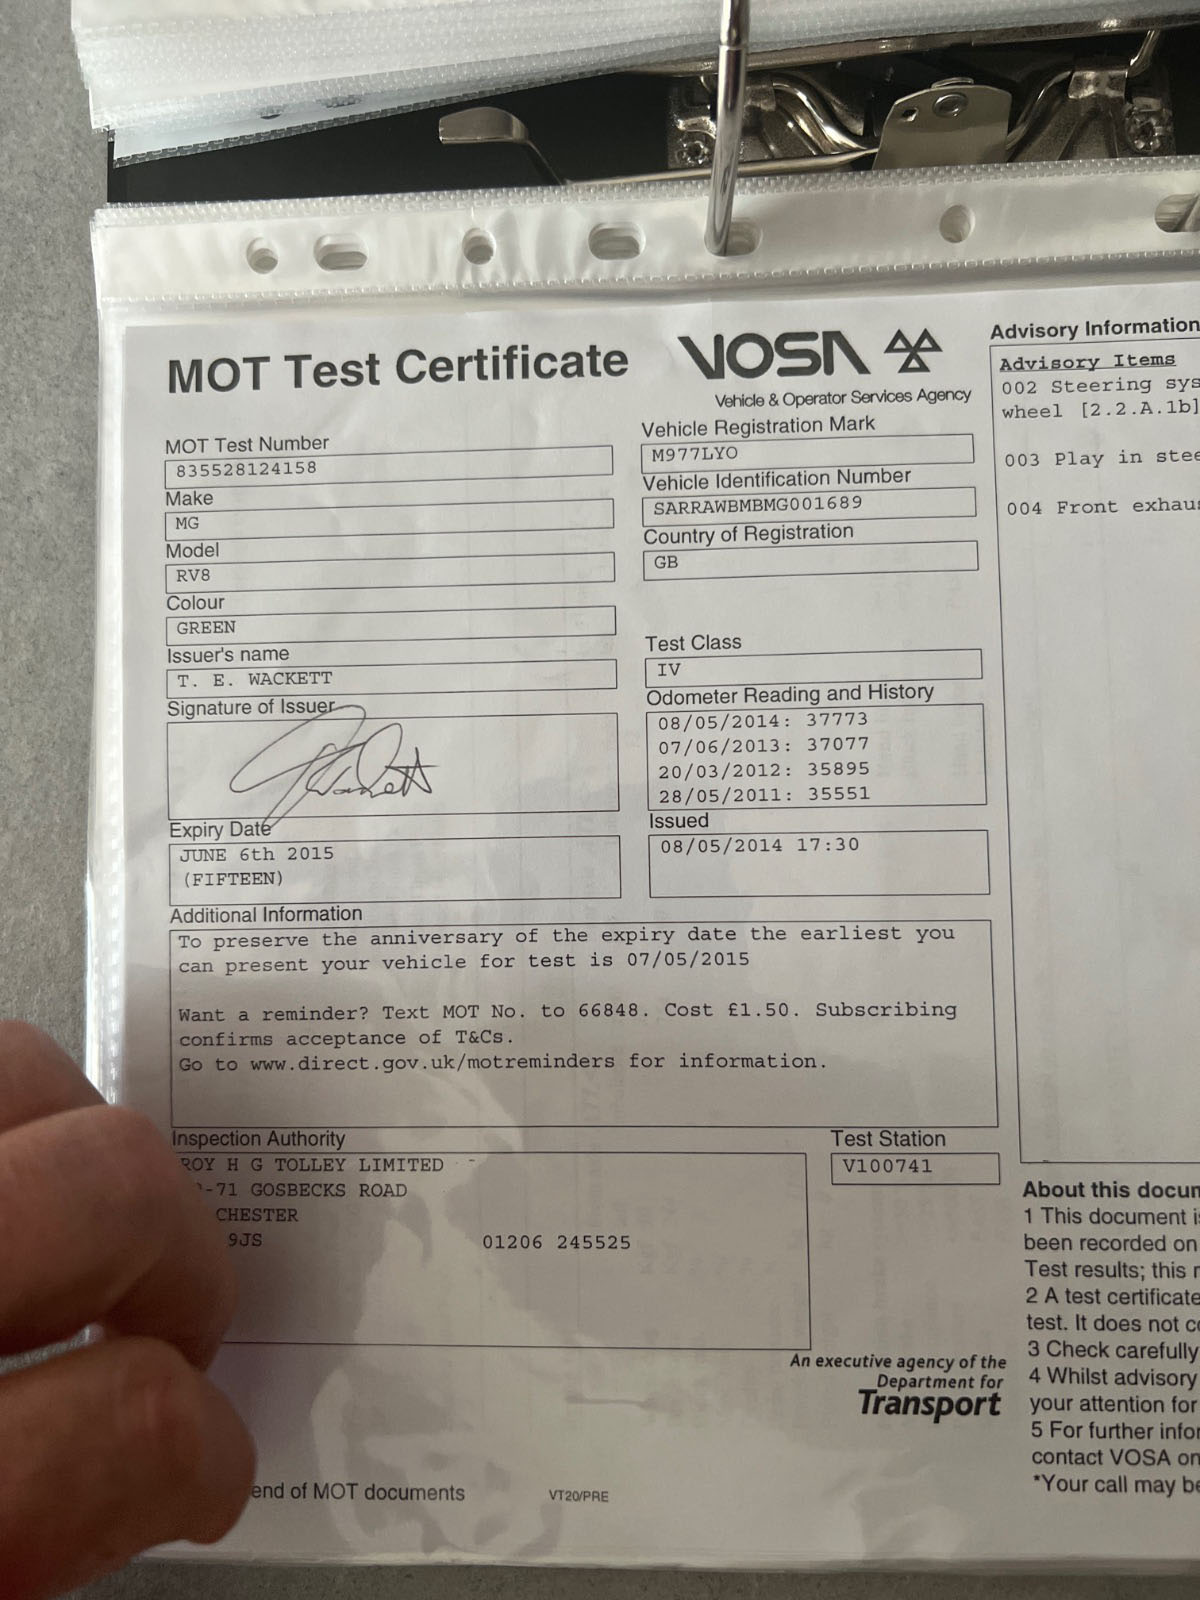 MOT Test Certificate
VOSA
Vehicle & Operator Services Agency
MOT Test Number
835528124158
Make
MG
Model
RV8
Colour
GREEN
Issuer's name
T. E. WACKETT
Signature of Issuer
Expiry Date
JUNE 6th 2015
(FIFTEEN)
Vehicle Registration Mark
M977LYO
Vehicle Identification Number
SARRAWBMBMG001689
Country of Registration
GB
Test Class
IV
Odometer Reading and History
08/05/2014: 37773
07/06/2013: 37077
20/03/2012: 35895
28/05/2011: 35551
Issued
08/05/2014 17:30
Additional Information
To preserve the anniversary of the expiry date the earliest you
can present your vehicle for test is 07/05/2015
Want a reminder? Text MOT No. to 66848. Cost £1.50. Subscribing
confirms acceptance of T&Cs.
Go to www.direct.gov.uk/motreminders for information.
Inspection Authority
ROY H G TOLLEY LIMITED
-71 GOSBECKS ROAD
CHESTER
9JS 01206 245525
Test Station
V100741
An executive agency of the
Department for
Transport
end of MOT documents
VT20/PRE
Advisory Information
Advisory Items
002 Steering sys
wheel [2.2.A.1b]
003 Play in stee
004 Front exhaus
About this docum
1 This document is
been recorded on
Test results; this
2 A test certificate
test. It does not
3 Check carefully
4 Whilst advisory
your attention for
5 For further infor
contact VOSA on
*Your call may be